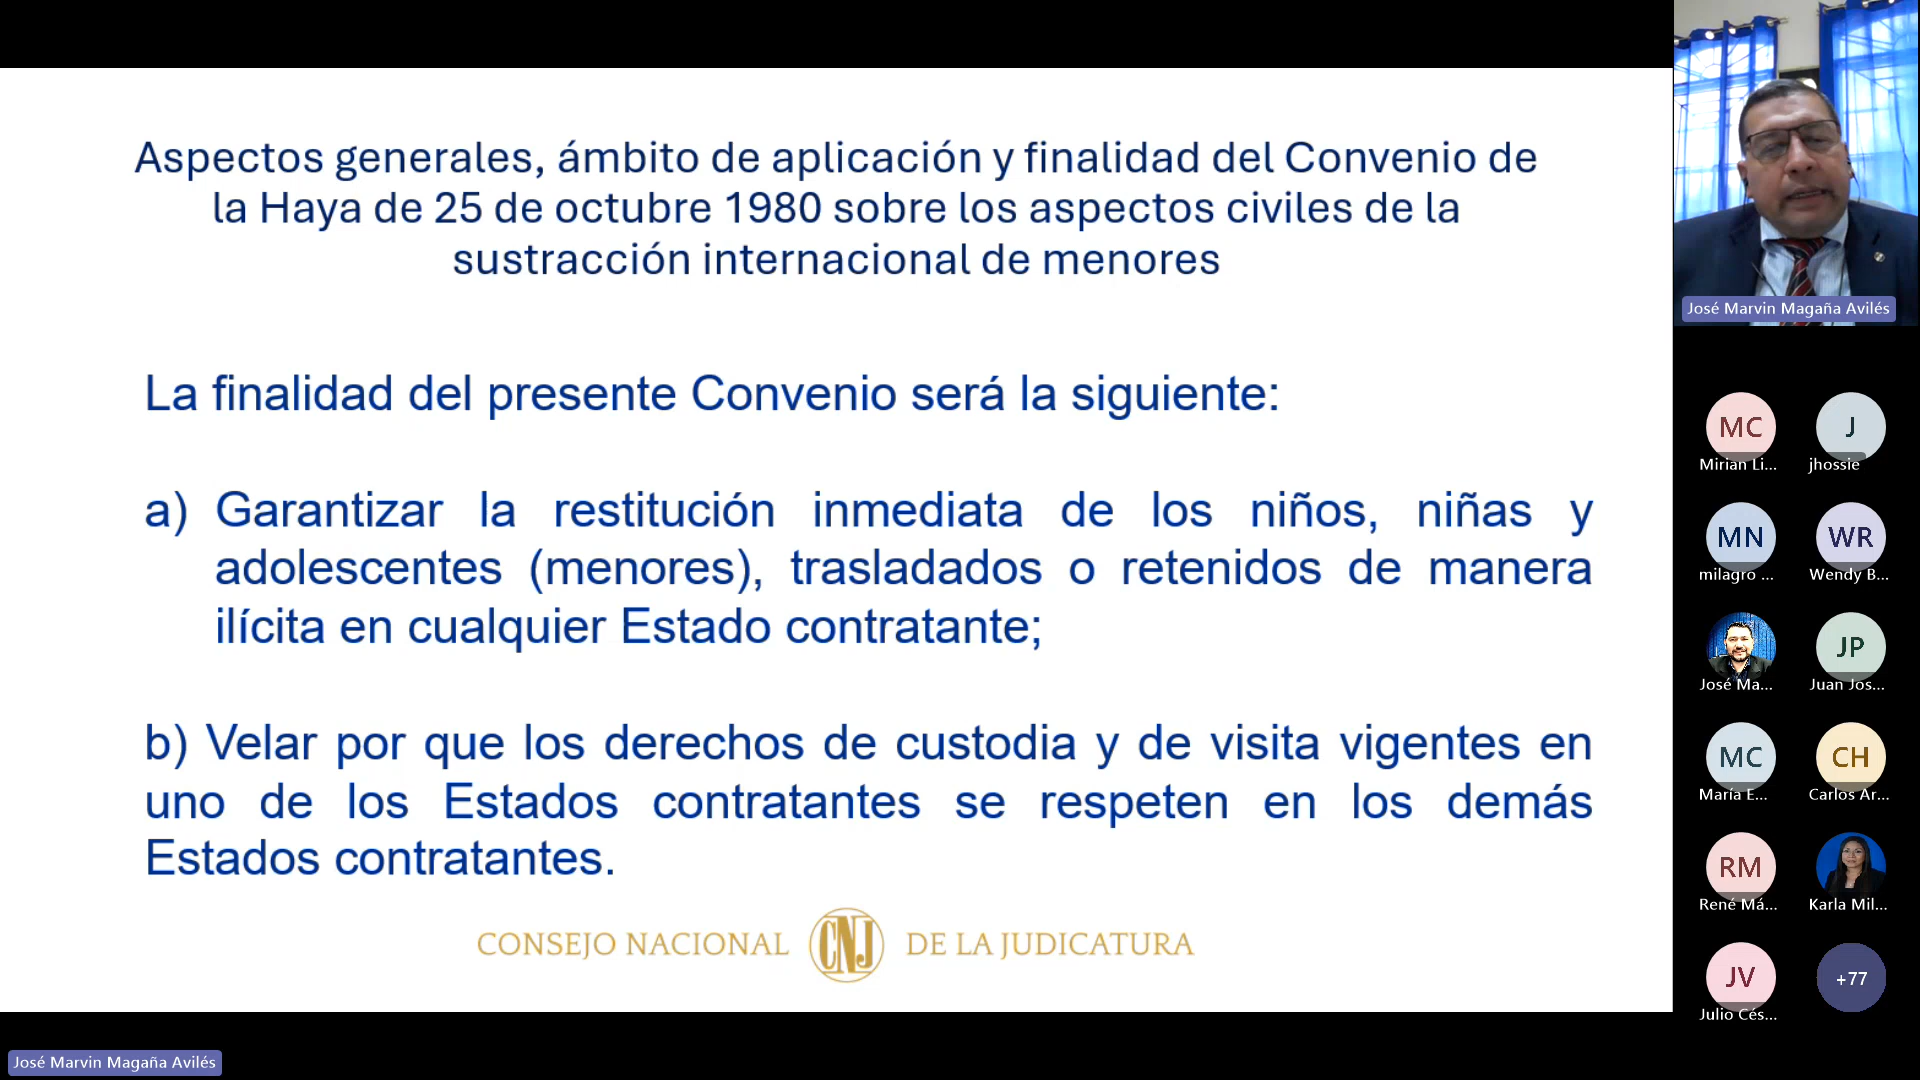 Aspectos generales, ámbito de aplicación y finalidad del Convenio de
la Haya de 25 de octubre 1980 sobre los aspectos civiles de la
sustracción internacional de menores
La finalidad del presente Convenio será la siguiente:
a) Garantizar la restitución inmediata de los niños, niñas y
adolescentes (menores), trasladados o retenidos de manera
ilícita en cualquier Estado contratante;
b) Velar por que los derechos de custodia y de visita vigentes en
uno de los Estados contratantes se respeten en los demás
Estados contratantes.
CONSEJO NACIONAL CNJ DE LA JUDICATURA
José Marvin Magaña Avilés
José Marvin Magaña Avilés
MC
Mirian Li...
J
jhossie
MN
milagro ...
WR
Wendy B...
José Ma...
JP
Juan Jos...
MC
María E...
CH
Carlos Ar...
RM
René Má...
Karla Mil...
JV
Julio Cés...
+77